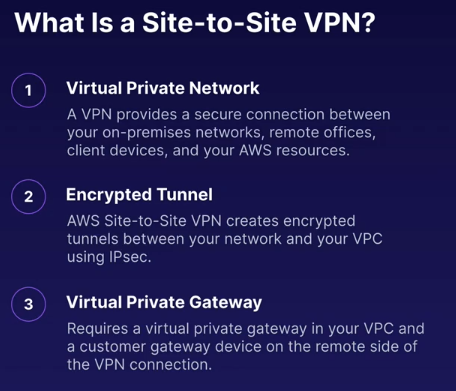 What Is a Site-to-Site VPN?
1
Virtual Private Network
A VPN provides a secure connection between
your on-premises networks, remote offices,
client devices, and your AWS resources.
2
Encrypted Tunnel
AWS Site-to-Site VPN creates encrypted
tunnels between your network and your VPC
using IPsec.
3
Virtual Private Gateway
Requires a virtual private gateway in your VPC and
a customer gateway device on the remote side of
the VPN connection.